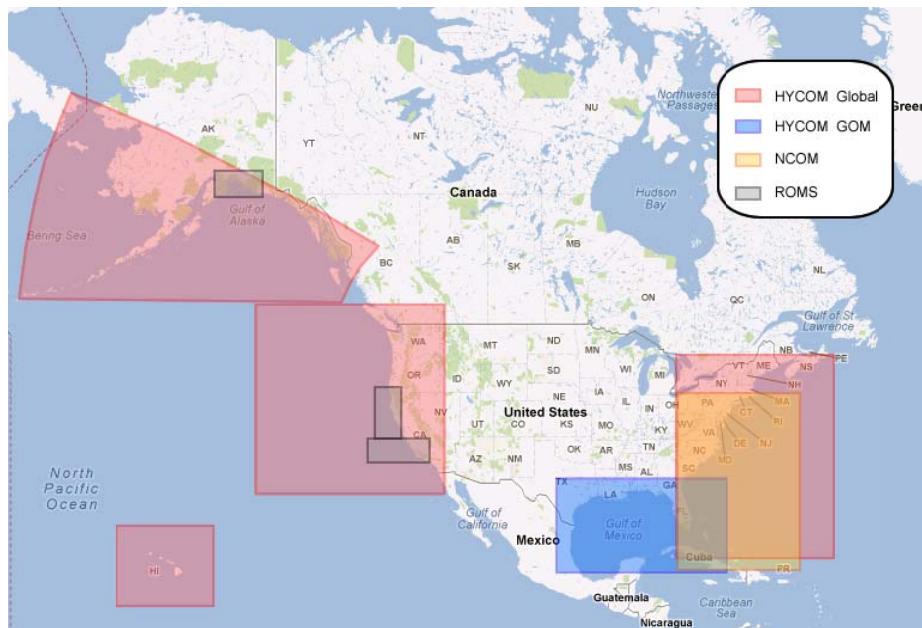 HYCOM Global
HYCOM GOM
NCOM
ROMS
Northwestern
Passages
Green
NU
AK
YT
NT
Canada
Hudson
Bay
Gulf of
Alaska
Bering Sea
BC
AB
SK
MB
ON
QC
NL
Gulf of St
Lawrence
WA
MT
ND
MN
NB
PE
OR
ID
WY
SD
WI
MI
VT
ME
NS
NY
NH
NE
IA
IL
IN
OH
PA
MA
CT
RI
NV
UT
CO
United States
KS
MO
KY
WV
VA
DE
NJ
MD
CA
AZ
NM
OK
AR
TN
NC
SC
MS
AL
GA
TX
LA
FL
North
Pacific
Ocean
Gulf of
California
Mexico
Gulf of
Mexico
Cuba
PR
HI
Guatemala
Caribbean
Sea
Nicaragua